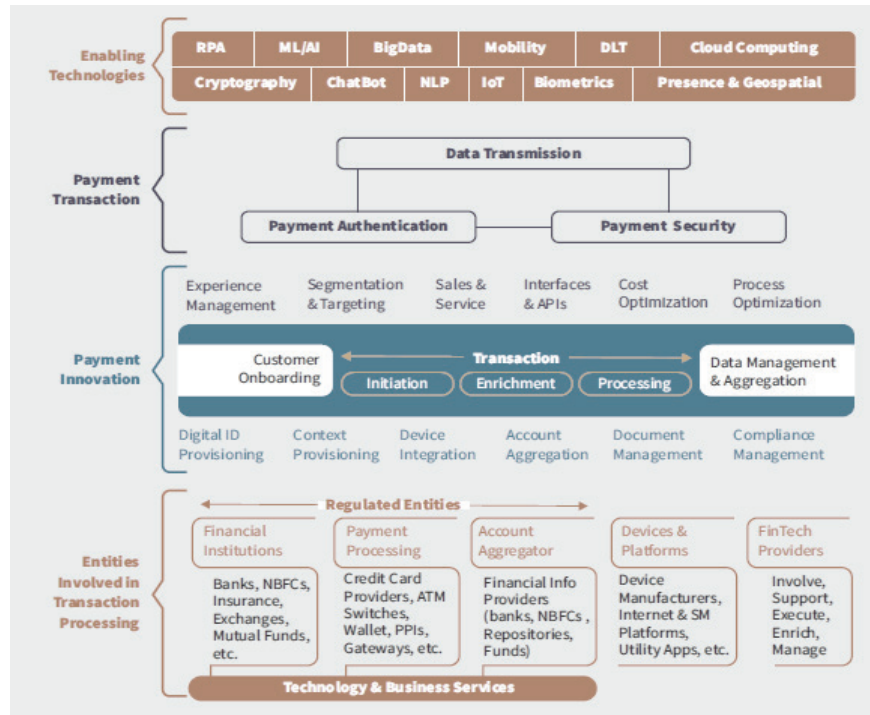 Enabling
Technologies
RPA
ML/AI
BigData
Mobility
DLT
Cloud Computing
Cryptography
ChatBot
NLP
IoT
Biometrics
Presence & Geospatial
Payment
Transaction
Data Transmission
Payment Authentication
Payment Security
Payment
Innovation
Experience
Management
Segmentation
& Targeting
Sales &
Service
Interfaces
& APIs
Cost
Optimization
Process
Optimization
Customer
Onboarding
Transaction
Initiation
Enrichment
Processing
Data Management
& Aggregation
Digital ID
Provisioning
Context
Provisioning
Device
Integration
Account
Aggregation
Document
Management
Compliance
Management
Entities
Involved in
Transaction
Processing
Regulated Entities
Financial
Institutions
Banks, NBFCs,
Insurance,
Exchanges,
Mutual Funds,
etc.
Payment
Processing
Credit Card
Providers, ATM
Switches,
Wallet, PPIs,
Gateways, etc.
Account
Aggregator
Financial Info
Providers
(banks, NBFCs ,
Repositories,
Funds)
Devices &
Platforms
Device
Manufacturers,
Internet & SM
Platforms,
Utility Apps, etc.
FinTech
Providers
Involve,
Support,
Execute,
Enrich,
Manage
Technology & Business Services